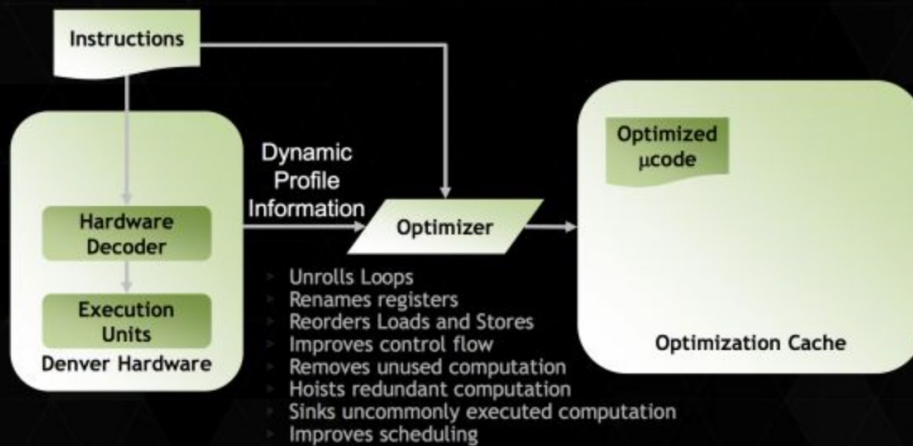 Instructions
Dynamic
Profile
Information
Hardware
Decoder
Execution
Units
Denver Hardware
Optimizer
Unrolls Loops
Renames registers
Reorders Loads and Stores
Improves control flow
Removes unused computation
Hoists redundant computation
Sinks uncommonly executed computation
Improves scheduling
Optimized
μcode
Optimization Cache